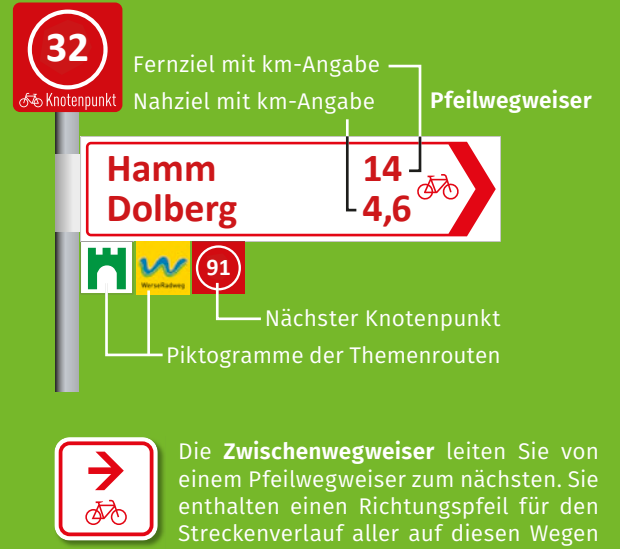 32
Knotenpunkt
Fernziel mit km-Angabe
Nahziel mit km-Angabe
Pfeilwegweiser
Hamm 14
Dolberg 4,6
WerseRadweg
91
Nächster Knotenpunkt
Piktogramme der Themenrouten
Die Zwischenwegweiser leiten Sie von
einem Pfeilwegweiser zum nächsten. Sie
enthalten einen Richtungspfeil für den
Streckenverlauf aller auf diesen Wegen